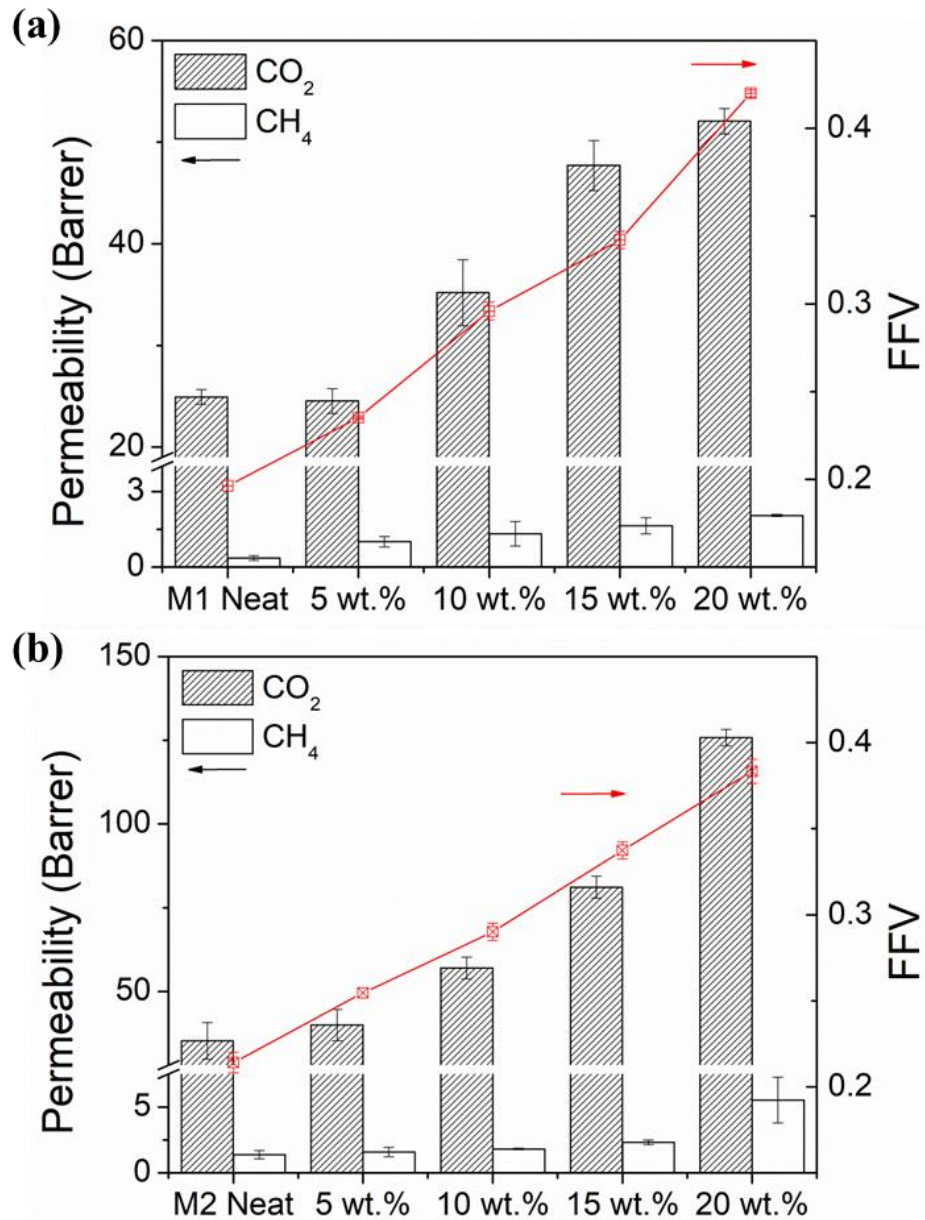 (a)
60
40
20
3
0
Permeability (Barrer)
CO₂
CH₄
0.4
0.3
0.2
FFV
M1 Neat 5 wt.% 10 wt.% 15 wt.% 20 wt.%
(b)
150
100
50
5
0
Permeability (Barrer)
CO₂
CH₄
0.4
0.3
0.2
FFV
M2 Neat 5 wt.% 10 wt.% 15 wt.% 20 wt.%